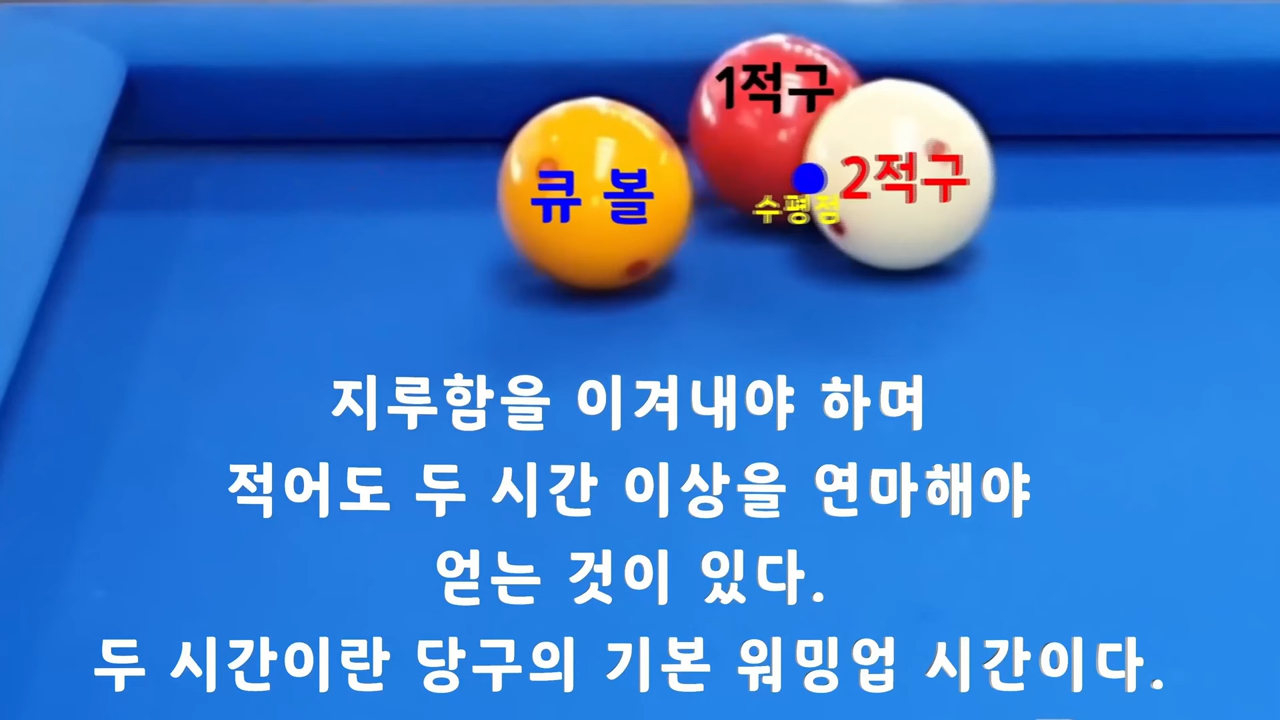 1적구
큐 볼
2적구
수평점
지루함을 이겨내야 하며
적어도 두 시간 이상을 연마해야
얻는 것이 있다.
두 시간이란 당구의 기본 워밍업 시간이다.